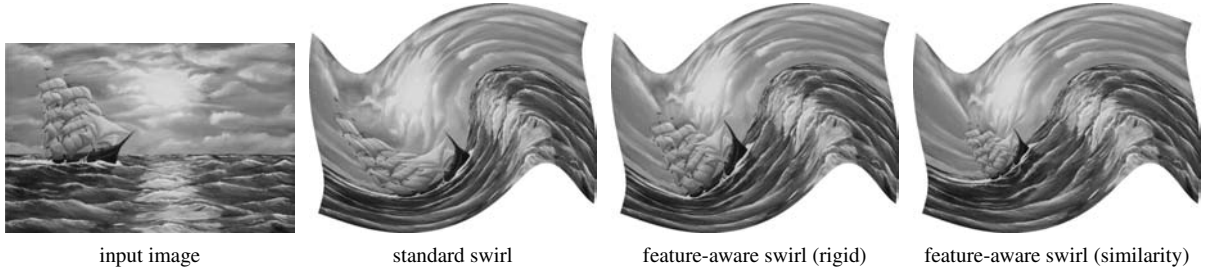 input image
standard swirl
feature-aware swirl (rigid)
feature-aware swirl (similarity)